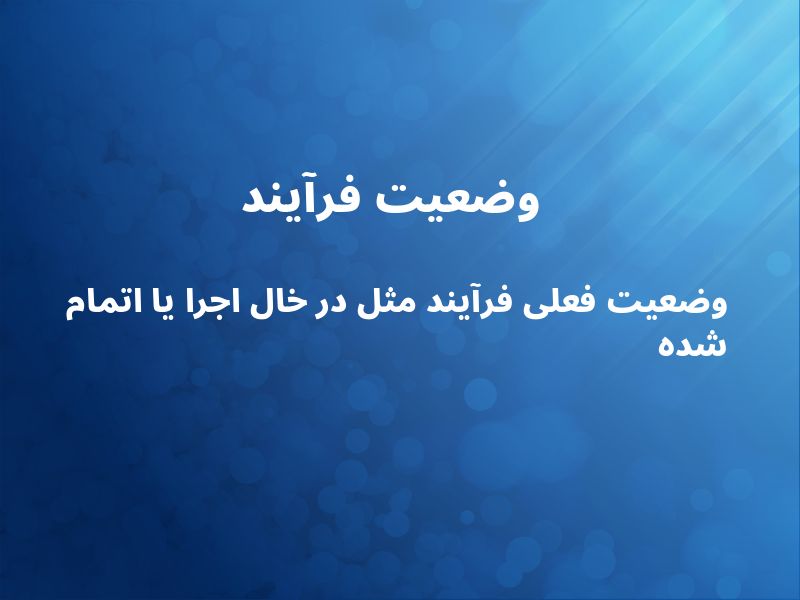 وضعیت فرآیند
وضعیت فعلی فرآیند مثل در خال اجرا یا اتمام
شده